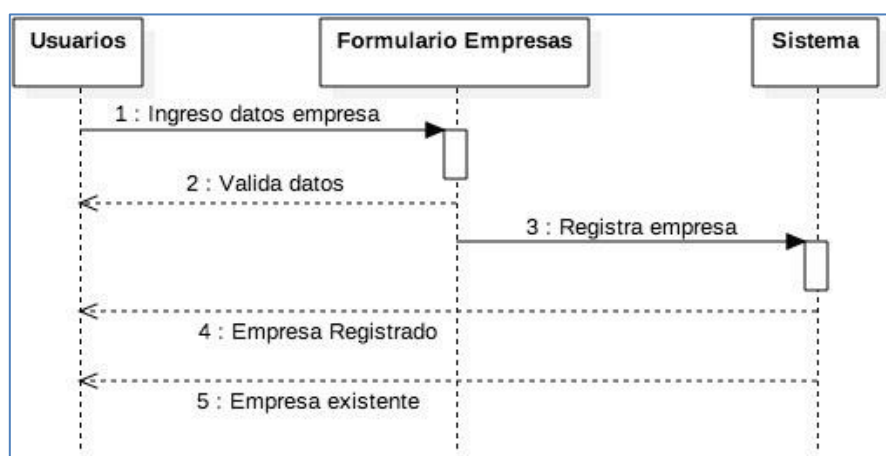 Usuarios
Formulario Empresas
Sistema
1 : Ingreso datos empresa
2 : Valida datos
3 : Registra empresa
4 : Empresa Registrado
5 : Empresa existente